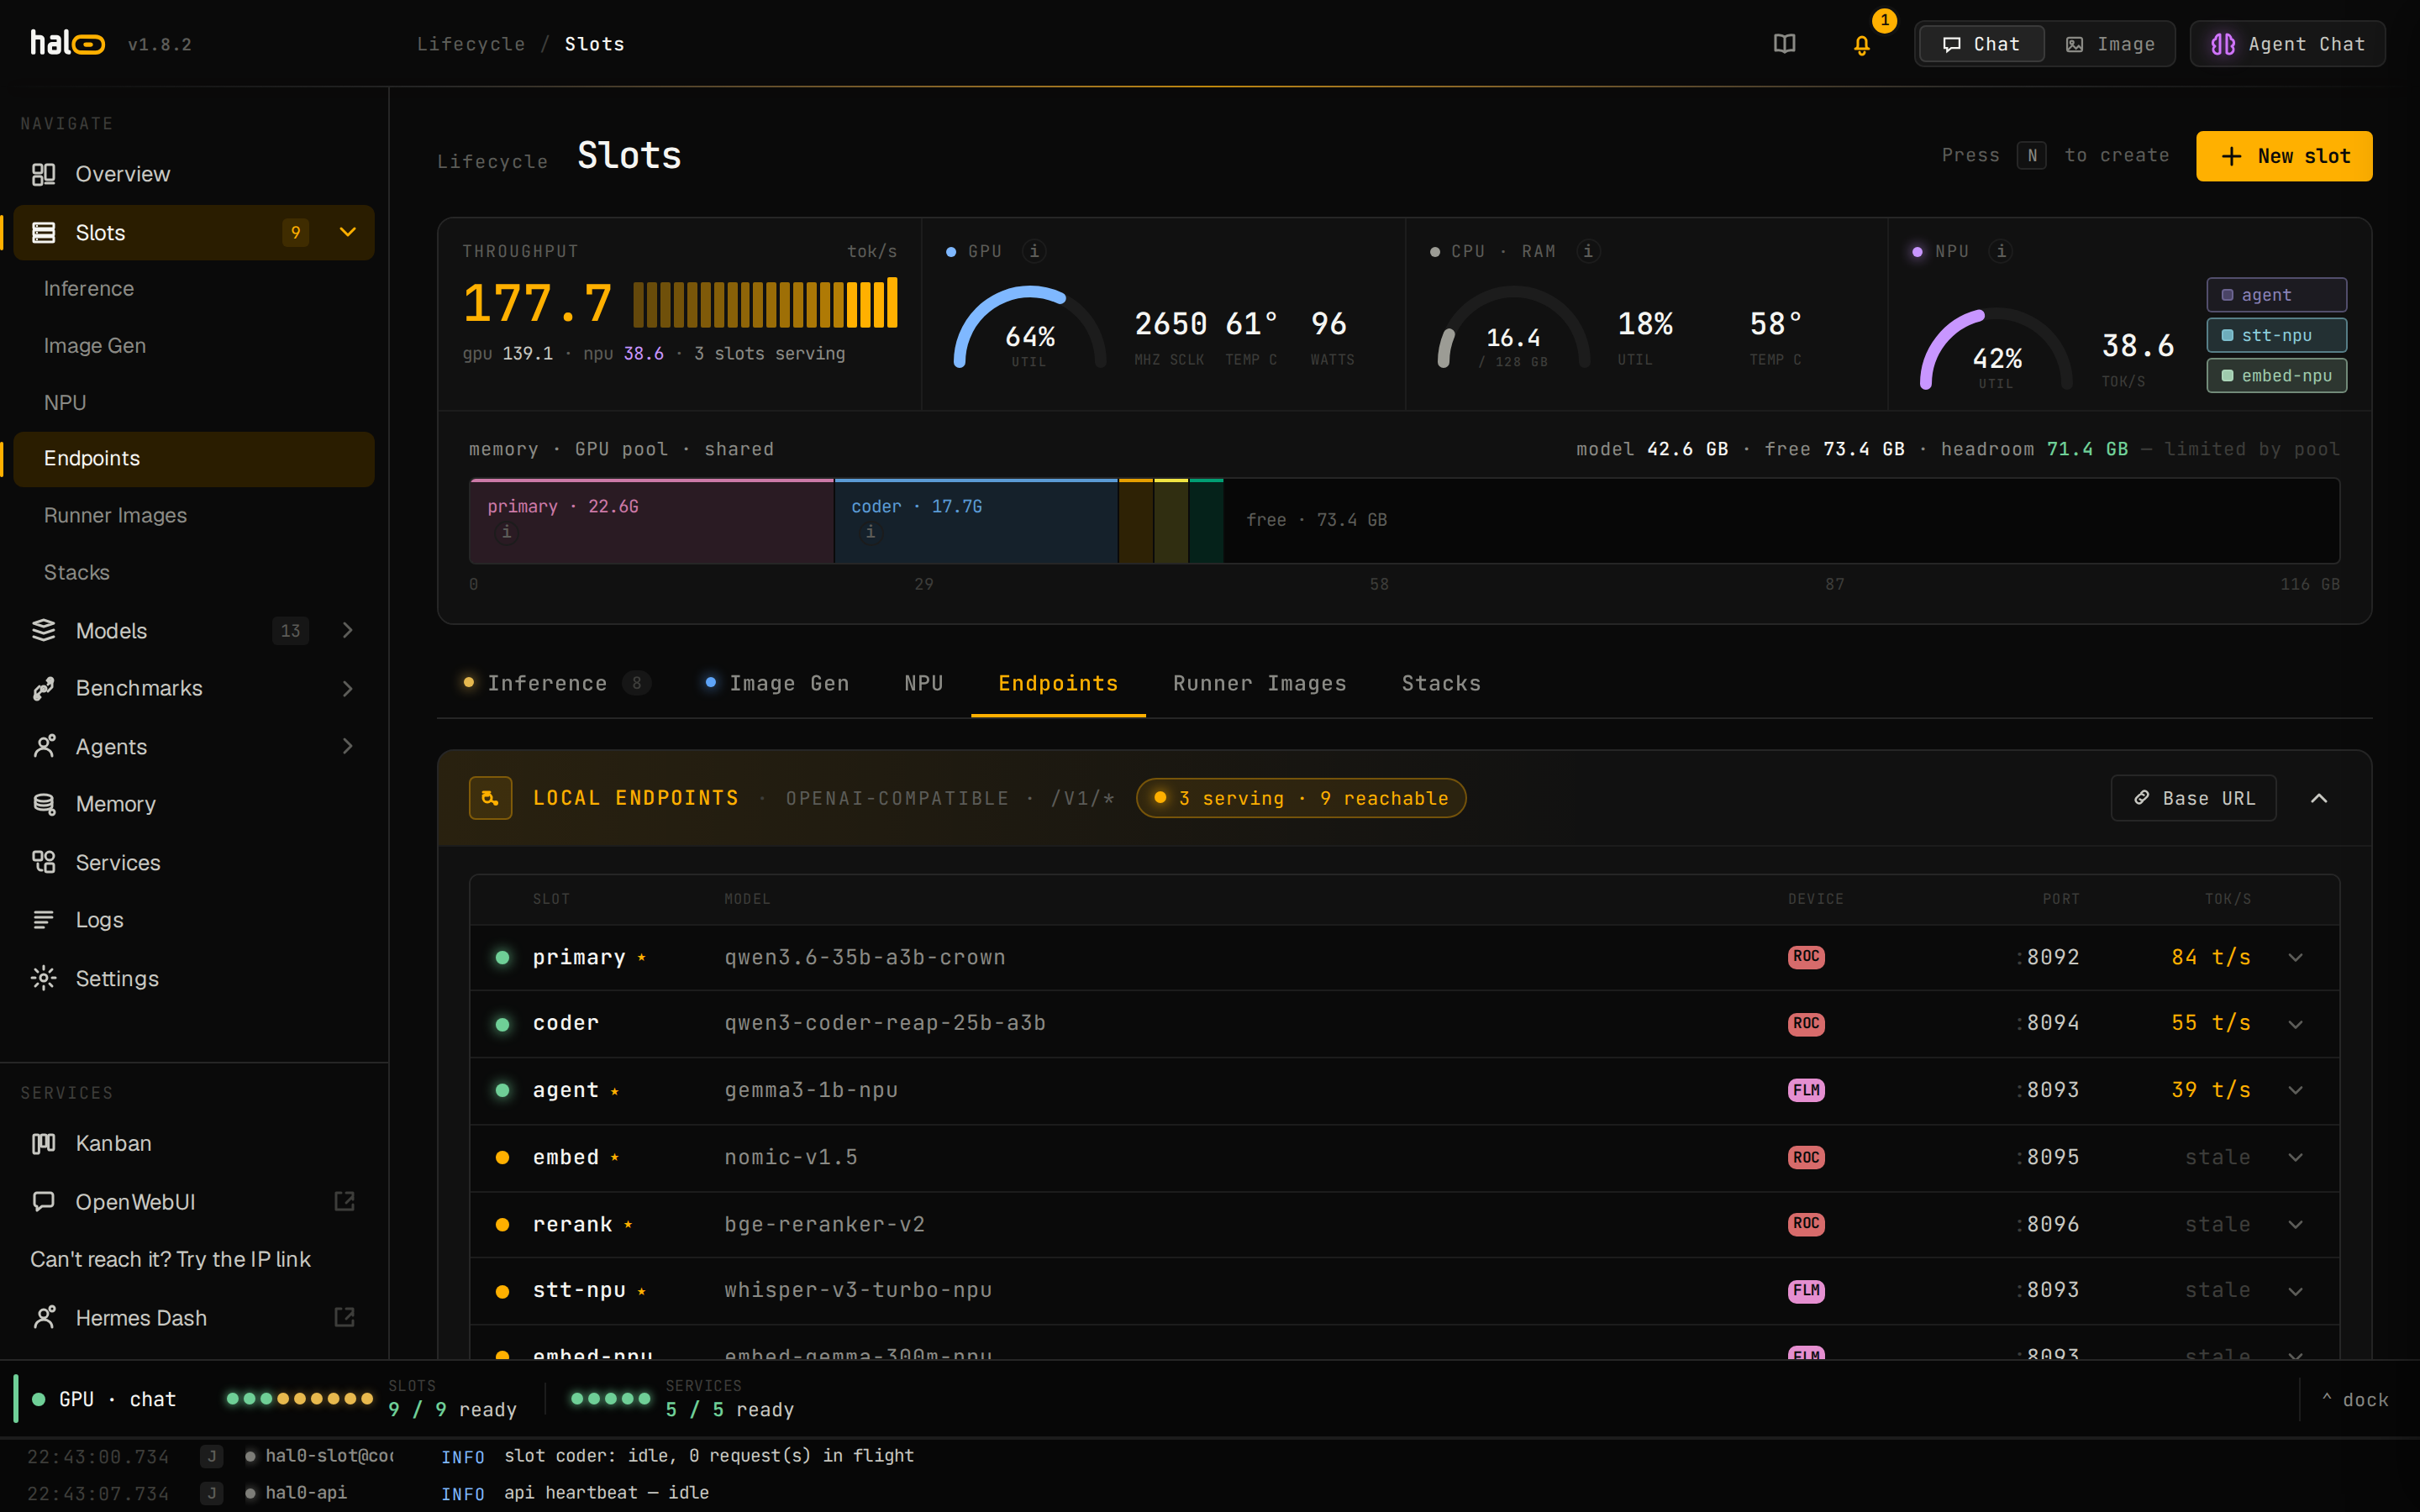 halo v1.8.2
Lifecycle / Slots
1
Chat
Image
Agent Chat
NAVIGATE
Overview
Slots 9
Inference
Image Gen
NPU
Endpoints
Runner Images
Stacks
Models 13
Benchmarks
Agents
Memory
Services
Logs
Settings
SERVICES
Kanban
OpenWebUI
Can't reach it? Try the IP link
Hermes Dash
Lifecycle Slots
Press N to create
New slot
THROUGHPUT tok/s
177.7
gpu 139.1 · npu 38.6 · 3 slots serving
GPU i
64%
UTIL
2650 61° 96
MHZ SCLK TEMP C WATTS
CPU · RAM i
16.4
/ 128 GB
18% 58°
UTIL TEMP C
NPU i
42%
UTIL
38.6
TOK/S
agent
stt-npu
embed-npu
memory · GPU pool · shared
model 42.6 GB · free 73.4 GB · headroom 71.4 GB — limited by pool
primary · 22.6G
i
coder · 17.7G
i
free · 73.4 GB
0 29 58 87 116 GB
Inference 8
Image Gen
NPU
Endpoints
Runner Images
Stacks
LOCAL ENDPOINTS · OPENAI-COMPATIBLE · /V1/*
3 serving · 9 reachable
Base URL
SLOT MODEL DEVICE PORT TOK/S
primary ★ qwen3.6-35b-a3b-crown ROC :8092 84 t/s
coder qwen3-coder-reap-25b-a3b ROC :8094 55 t/s
agent ★ gemma3-1b-npu FLM :8093 39 t/s
embed ★ nomic-v1.5 ROC :8095 stale
rerank ★ bge-reranker-v2 ROC :8096 stale
stt-npu ★ whisper-v3-turbo-npu FLM :8093 stale
embed-npu embed-gemma-300m-npu FLM :8093 stale
GPU · chat
SLOTS
9 / 9 ready
SERVICES
5 / 5 ready
^ dock
22:43:00.734 J hal0-slot@coc INFO slot coder: idle, 0 request(s) in flight
22:43:07.734 J hal0-api INFO api heartbeat — idle